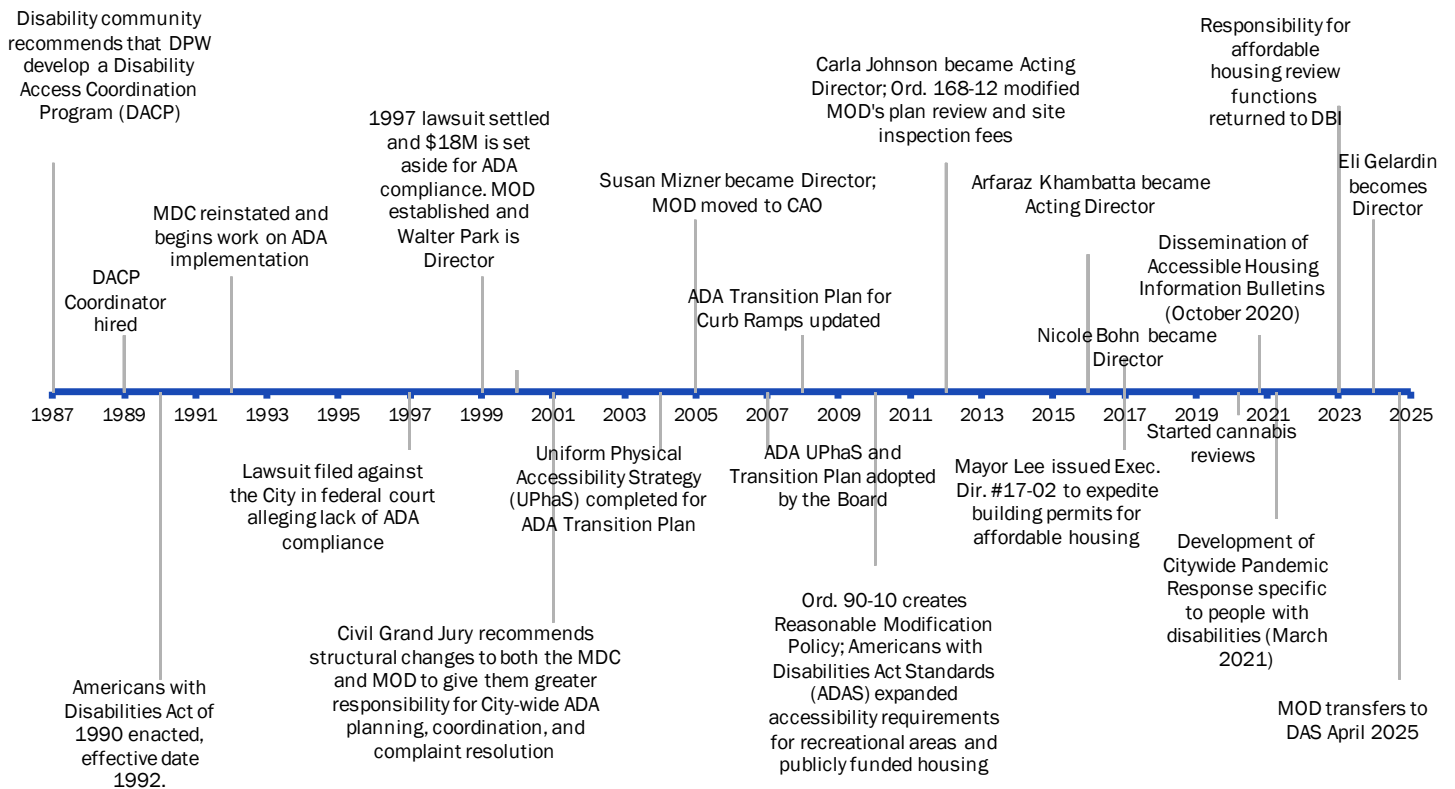 Disability community
recommends that DPW
develop a Disability
Access Coordination
Program (DACP)
DACP
Coordinator
hired
MDC reinstated and
begins work on ADA
implementation
1997 lawsuit settled
and $18M is set
aside for ADA
compliance. MOD
established and
Walter Park is
Director
Susan Mizner became Director;
MOD moved to CAO
ADA Transition Plan for
Curb Ramps updated
Carla Johnson became Acting
Director; Ord. 168-12 modified
MOD's plan review and site
inspection fees
Arfaraz Khambatta became
Acting Director
Nicole Bohn became
Director
Dissemination of
Accessible Housing
Information Bulletins
(October 2020)
Responsibility for
affordable
housing review
functions
returned to DBI
Eli Gelardin
becomes
Director
1987 1989 1991 1993 1995 1997 1999 2001 2003 2005 2007 2009 2011 2013 2015 2017 2019 2021 2023 2025
Americans with
Disabilities Act of
1990 enacted,
effective date
1992.
Lawsuit filed against
the City in federal court
alleging lack of ADA
compliance
Civil Grand Jury recommends
structural changes to both the MDC
and MOD to give them greater
responsibility for City-wide ADA
planning, coordination, and
complaint resolution
Uniform Physical
Accessibility Strategy
(UPhaS) completed for
ADA Transition Plan
ADA UPhaS and
Transition Plan adopted
by the Board
Ord. 90-10 creates
Reasonable Modification
Policy; Americans with
Disabilities Act Standards
(ADAS) expanded
accessibility requirements
for recreational areas and
publicly funded housing
Mayor Lee issued Exec.
Dir. #17-02 to expedite
building permits for
affordable housing
Started cannabis
reviews
Development of
Citywide Pandemic
Response specific
to people with
disabilities (March
2021)
MOD transfers to
DAS April 2025